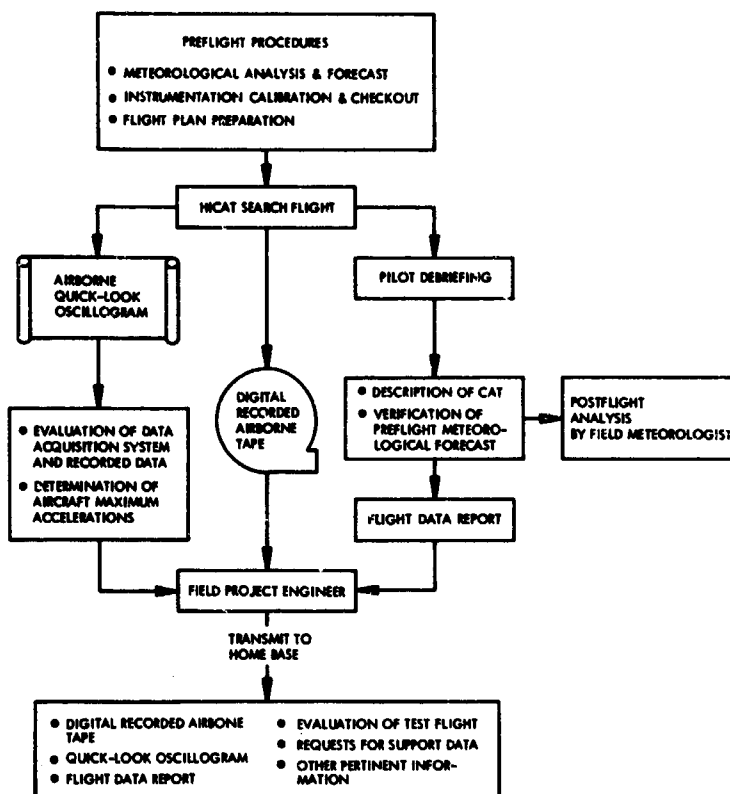 PREFLIGHT PROCEDURES
● METEOROLOGICAL ANALYSIS & FORECAST
● INSTRUMENTATION CALIBRATION & CHECKOUT
● FLIGHT PLAN PREPARATION
HICAT SEARCH FLIGHT
AIRBORNE
QUICK-LOOK
OSCILLOGRAM
PILOT DEBRIEFING
DIGITAL
RECORDED
AIRBORNE
TAPE
● DESCRIPTION OF CAT
● VERIFICATION OF
PREFLIGHT METEORO-
LOGICAL FORECAST
POSTFLIGHT
ANALYSIS
BY FIELD METEOROLOGIST
● EVALUATION OF DATA
ACQUISITION SYSTEM
AND RECORDED DATA
● DETERMINATION OF
AIRCRAFT MAXIMUM
ACCELERATIONS
FLIGHT DATA REPORT
FIELD PROJECT ENGINEER
TRANSMIT TO
HOME BASE
● DIGITAL RECORDED AIRBONE
TAPE
● QUICK-LOOK OSCILLOGRAM
● FLIGHT DATA REPORT
● EVALUATION OF TEST FLIGHT
● REQUESTS FOR SUPPORT DATA
● OTHER PERTINENT INFOR-
MATION